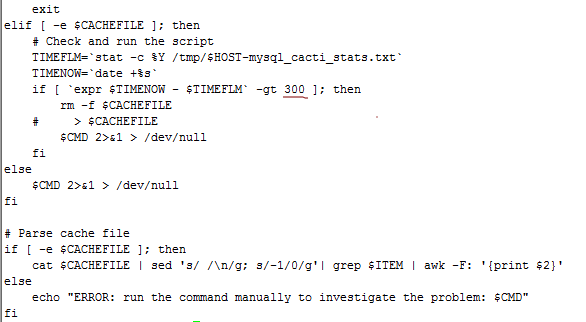 exit
elif [ -e $CACHEFILE ]; then
    # Check and run the script
    TIMEFLM=`stat -c %Y /tmp/$HOST-mysql_cacti_stats.txt`
    TIMENOW=`date +%s`
    if [ `expr $TIMENOW - $TIMEFLM` -gt 300 ]; then
        rm -f $CACHEFILE
    #     > $CACHEFILE
        $CMD 2>&1 > /dev/null
    fi
else
    $CMD 2>&1 > /dev/null
fi

# Parse cache file
if [ -e $CACHEFILE ]; then
    cat $CACHEFILE | sed 's/ /\n/g; s/-1/0/g'| grep $ITEM | awk -F: '{print $2}'
else
    echo "ERROR: run the command manually to investigate the problem: $CMD"
fi